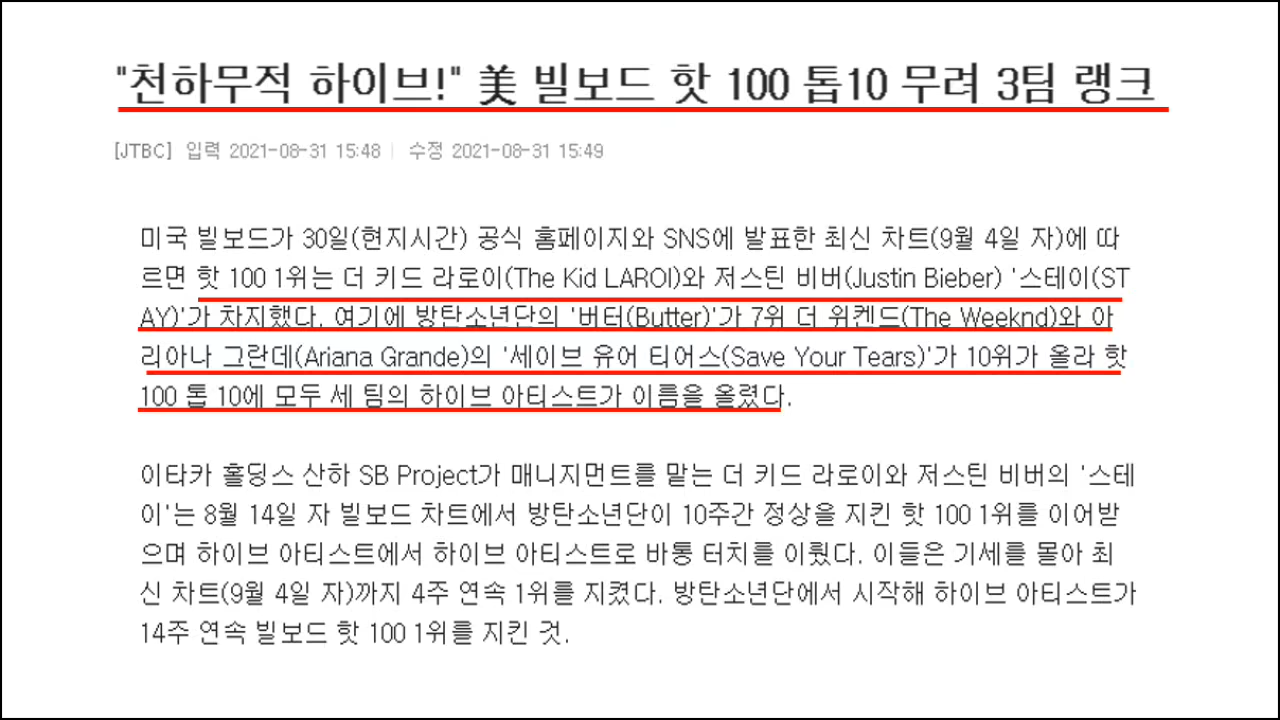 "천하무적 하이브!" 美 빌보드 핫 100 톱10 무려 3팀 랭크
[JTBC] 입력 2021-08-31 15:48 | 수정 2021-08-31 15:49
미국 빌보드가 30일(현지시간) 공식 홈페이지와 SNS에 발표한 최신 차트(9월 4일 자)에 따
르면 핫 100 1위는 더 키드 라로이(The Kid LAROI)와 저스틴 비버(Justin Bieber) '스테이(ST
AY)'가 차지했다. 여기에 방탄소년단의 '버터(Butter)'가 7위 더 위켄드(The Weeknd)와 아
리아나 그란데(Ariana Grande)의 '세이브 유어 티어스(Save Your Tears)'가 10위가 올라 핫
100 톱 10에 모두 세 팀의 하이브 아티스트가 이름을 올렸다.
이타카 홀딩스 산하 SB Project가 매니지먼트를 맡는 더 키드 라로이와 저스틴 비버의 '스테
이'는 8월 14일 자 빌보드 차트에서 방탄소년단이 10주간 정상을 지킨 핫 100 1위를 이어받
으며 하이브 아티스트에서 하이브 아티스트로 바통 터치를 이뤘다. 이들은 기세를 몰아 최
신 차트(9월 4일 자)까지 4주 연속 1위를 지켰다. 방탄소년단에서 시작해 하이브 아티스트가
14주 연속 빌보드 핫 100 1위를 지킨 것.